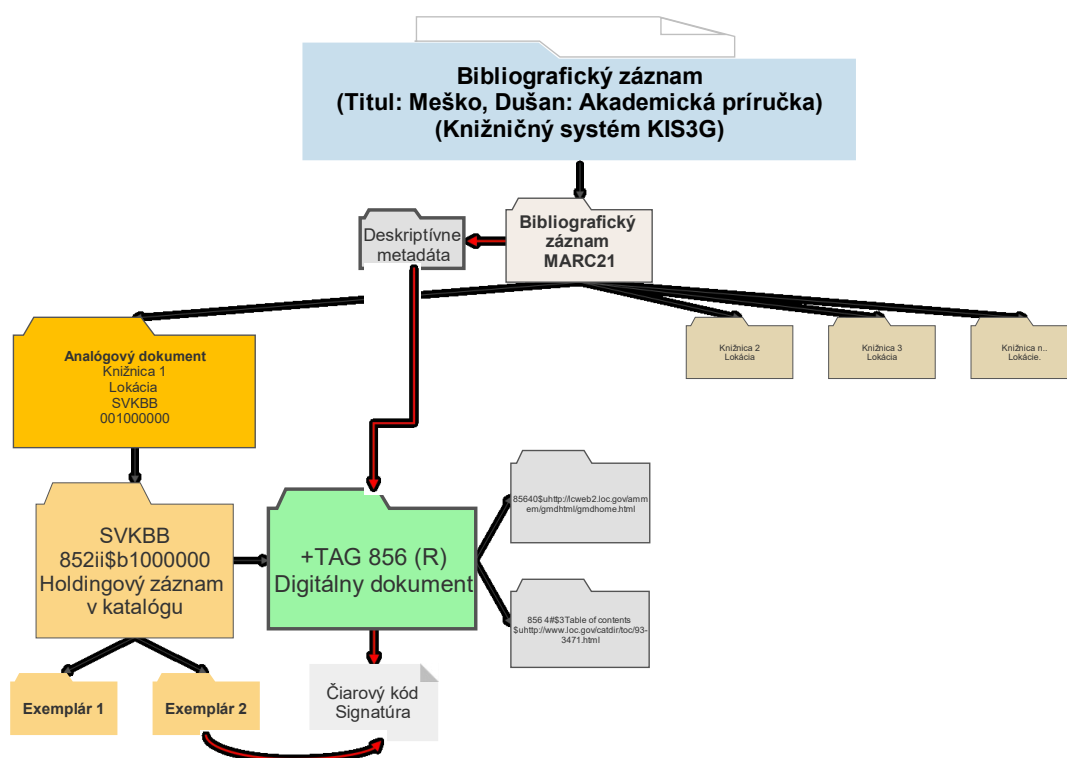 Bibliografický záznam
(Titul: Meško, Dušan: Akademická príručka)
(Knižničný systém KIS3G)
Deskriptívne
metadáta
Bibliografický
záznam
MARC21
Analógový dokument
Knižnica 1
Lokácia
SVKBB
001000000
Knižnica 2
Lokácia
Knižnica 3
Lokácia
Knižnica n..
Lokácie.
SVKBB
852ii$b1000000
Holdingový záznam
v katalógu
+TAG 856 (R)
Digitálny dokument
85640$uhttp://lcweb2.loc.gov/amm
em/gmdhtml/gmdhome.html
856 4#$3Table of contents
$uhttp://www.loc.gov/catdir/toc/93-
3471.html
Exemplár 1
Exemplár 2
Čiarový kód
Signatúra